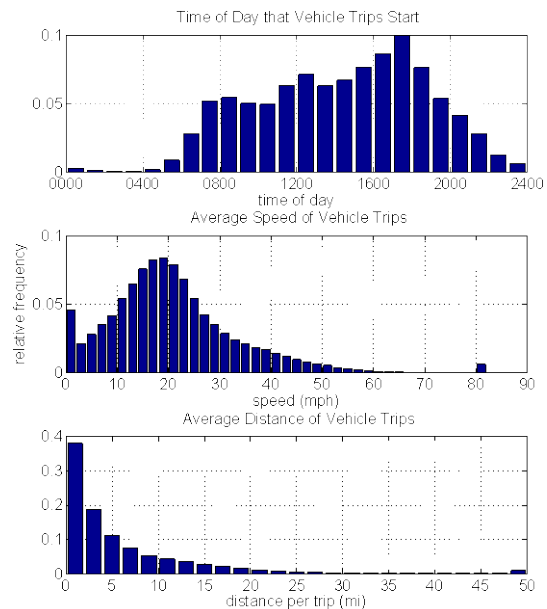 Time of Day that Vehicle Trips Start
0.1
0.05
0
0000 0400 0800 1200 1600 2000 2400
time of day
Average Speed of Vehicle Trips
0.1
0.05
0
relative frequency
0 10 20 30 40 50 60 70 80 90
speed (mph)
Average Distance of Vehicle Trips
0.4
0.3
0.2
0.1
0
0 5 10 15 20 25 30 35 40 45 50
distance per trip (mi)